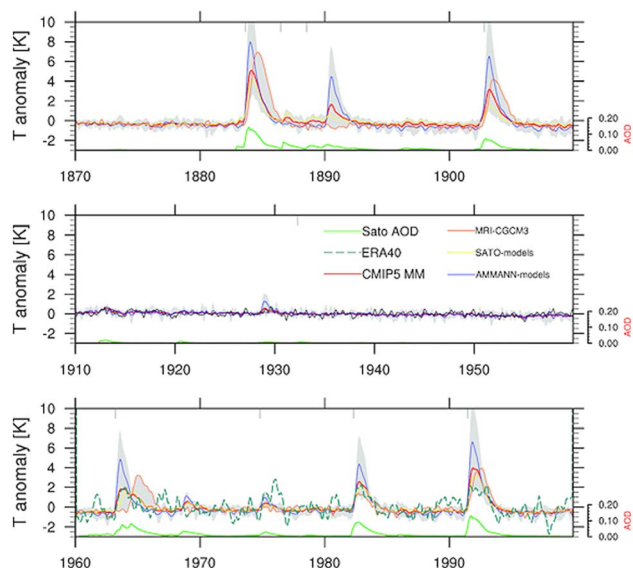 10
8
6
4
2
0
-2
T anomaly [K]
0.20
0.10
0.00
AOD
1870 1880 1890 1900
10
8
6
4
2
0
-2
T anomaly [K]
Sato AOD
ERA40
CMIP5 MM
MRI-CGCM3
SATO-models
AMMANN-models
0.20
0.10
0.00
AOD
1910 1920 1930 1940 1950
10
8
6
4
2
0
-2
T anomaly [K]
0.20
0.10
0.00
AOD
1960 1970 1980 1990